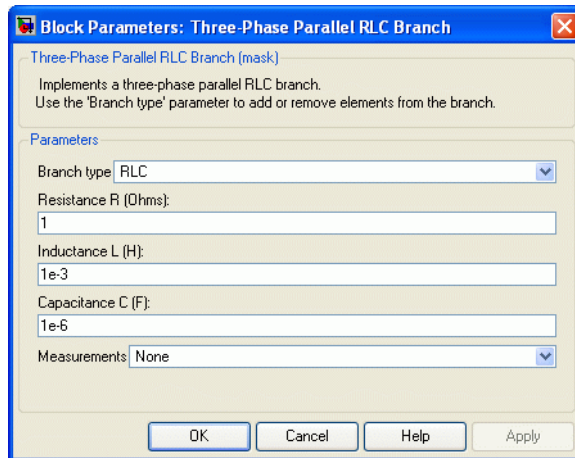 Block Parameters: Three-Phase Parallel RLC Branch
Three-Phase Parallel RLC Branch (mask)
Implements a three-phase parallel RLC branch.
Use the 'Branch type' parameter to add or remove elements from the branch.
Parameters
Branch type RLC
Resistance R (Ohms):
1
Inductance L (H):
1e-3
Capacitance C (F):
1e-6
Measurements None
OK Cancel Help Apply